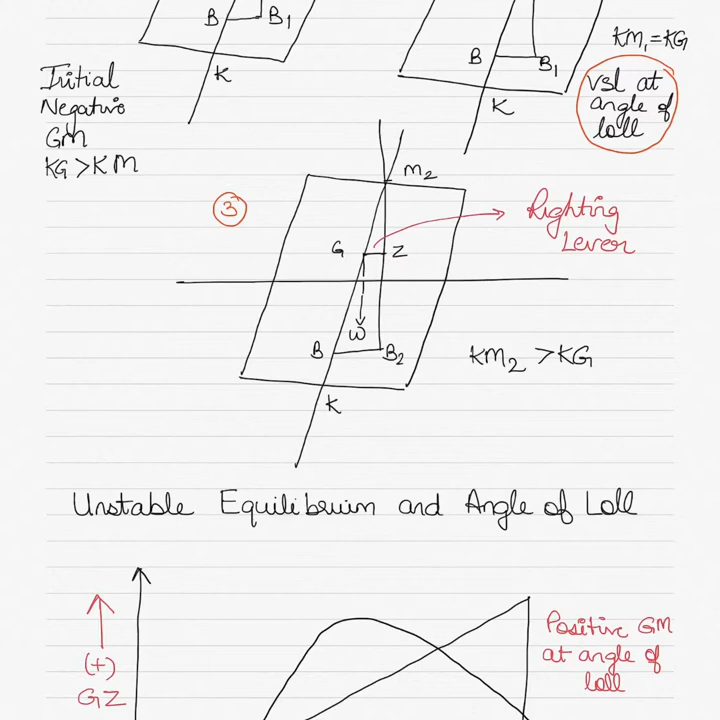 B B1
K
Initial
Negative
GM
KG > KM
B B1
K
KM1 = KG
Vsl at
angle of
loll
3
M2
G Z
Righting
Lever
W
B B2
K
KM2 > KG
Unstable Equilibrium and Angle of Loll
(+)
GZ
Positive GM
at angle of
loll